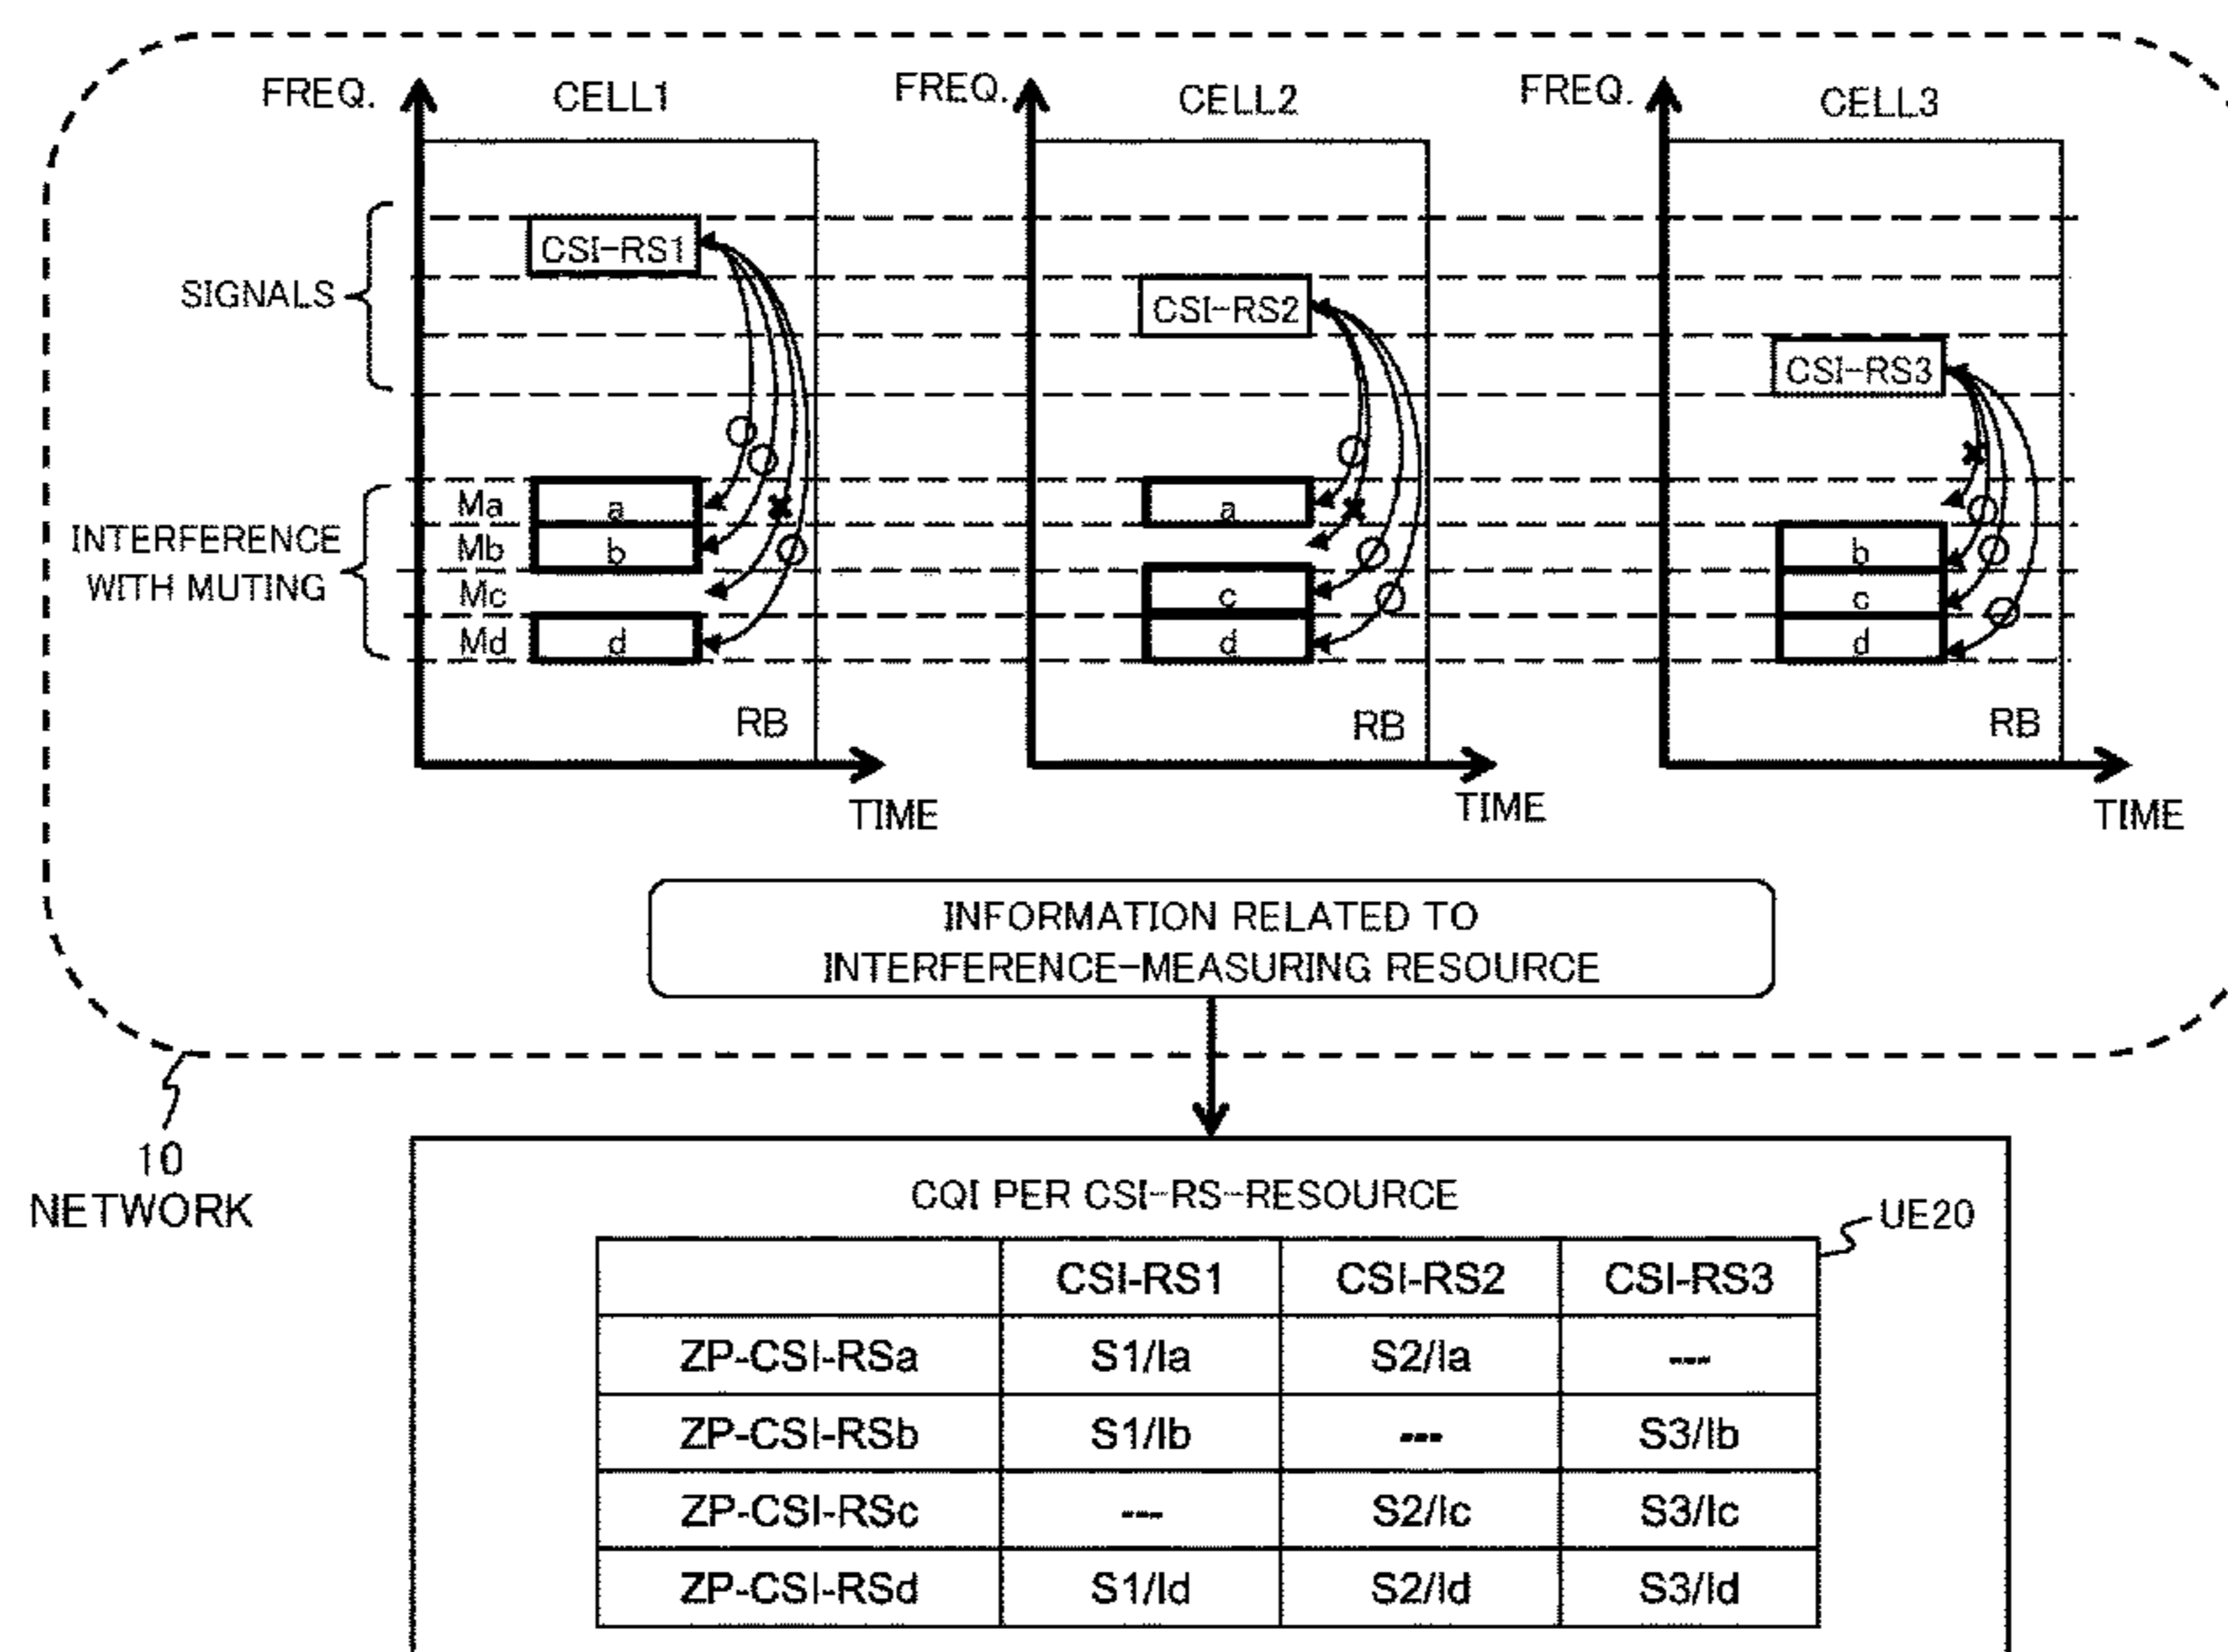 FREQ. CELL1 FREQ. CELL2 FREQ. CELL3
CSI-RS1
SIGNALS
CSI-RS2
CSI-RS3
Ma a a
INTERFERENCE
WITH MUTING
Mb b b
Mc c c
Md d d d
RB RB RB
TIME TIME TIME
INFORMATION RELATED TO
INTERFERENCE-MEASURING RESOURCE
10
NETWORK
CQI PER CSI-RS-RESOURCE
UE20
CSI-RS1 CSI-RS2 CSI-RS3
ZP-CSI-RSa S1/Ia S2/Ia ---
ZP-CSI-RSb S1/Ib --- S3/Ib
ZP-CSI-RSc --- S2/Ic S3/Ic
ZP-CSI-RSd S1/Id S2/Id S3/Id